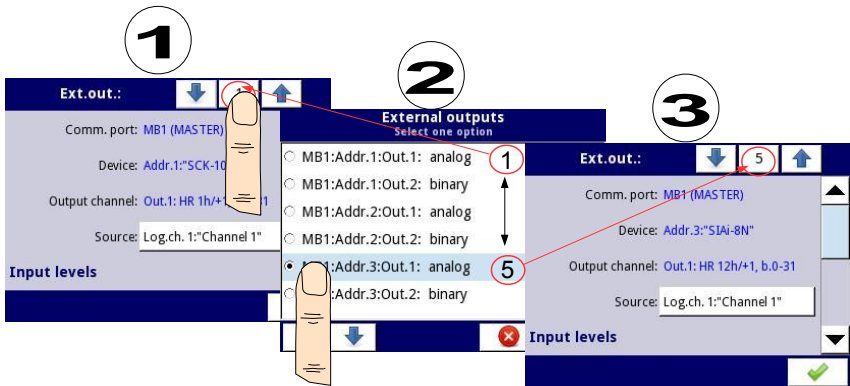 1
Ext.out.: 1
Comm. port: MB1 (MASTER)
Device: Addr.1:"SCK-10
Output channel: Out.1: HR 1h/+1
Source: Log.ch. 1:"Channel 1"
Input levels
2
External outputs
Select one option
MB1:Addr.1:Out.1: analog 1
MB1:Addr.1:Out.2: binary
MB1:Addr.2:Out.1: analog
MB1:Addr.2:Out.2: binary
:Addr.3:Out.1: analog 5
:Addr.3:Out.2: binary
3
Ext.out.: 5
Comm. port: MB1 (MASTER)
Device: Addr.3:"SIAi-8N"
Output channel: Out.1: HR 12h/+1, b.0-31
Source: Log.ch. 1:"Channel 1"
Input levels